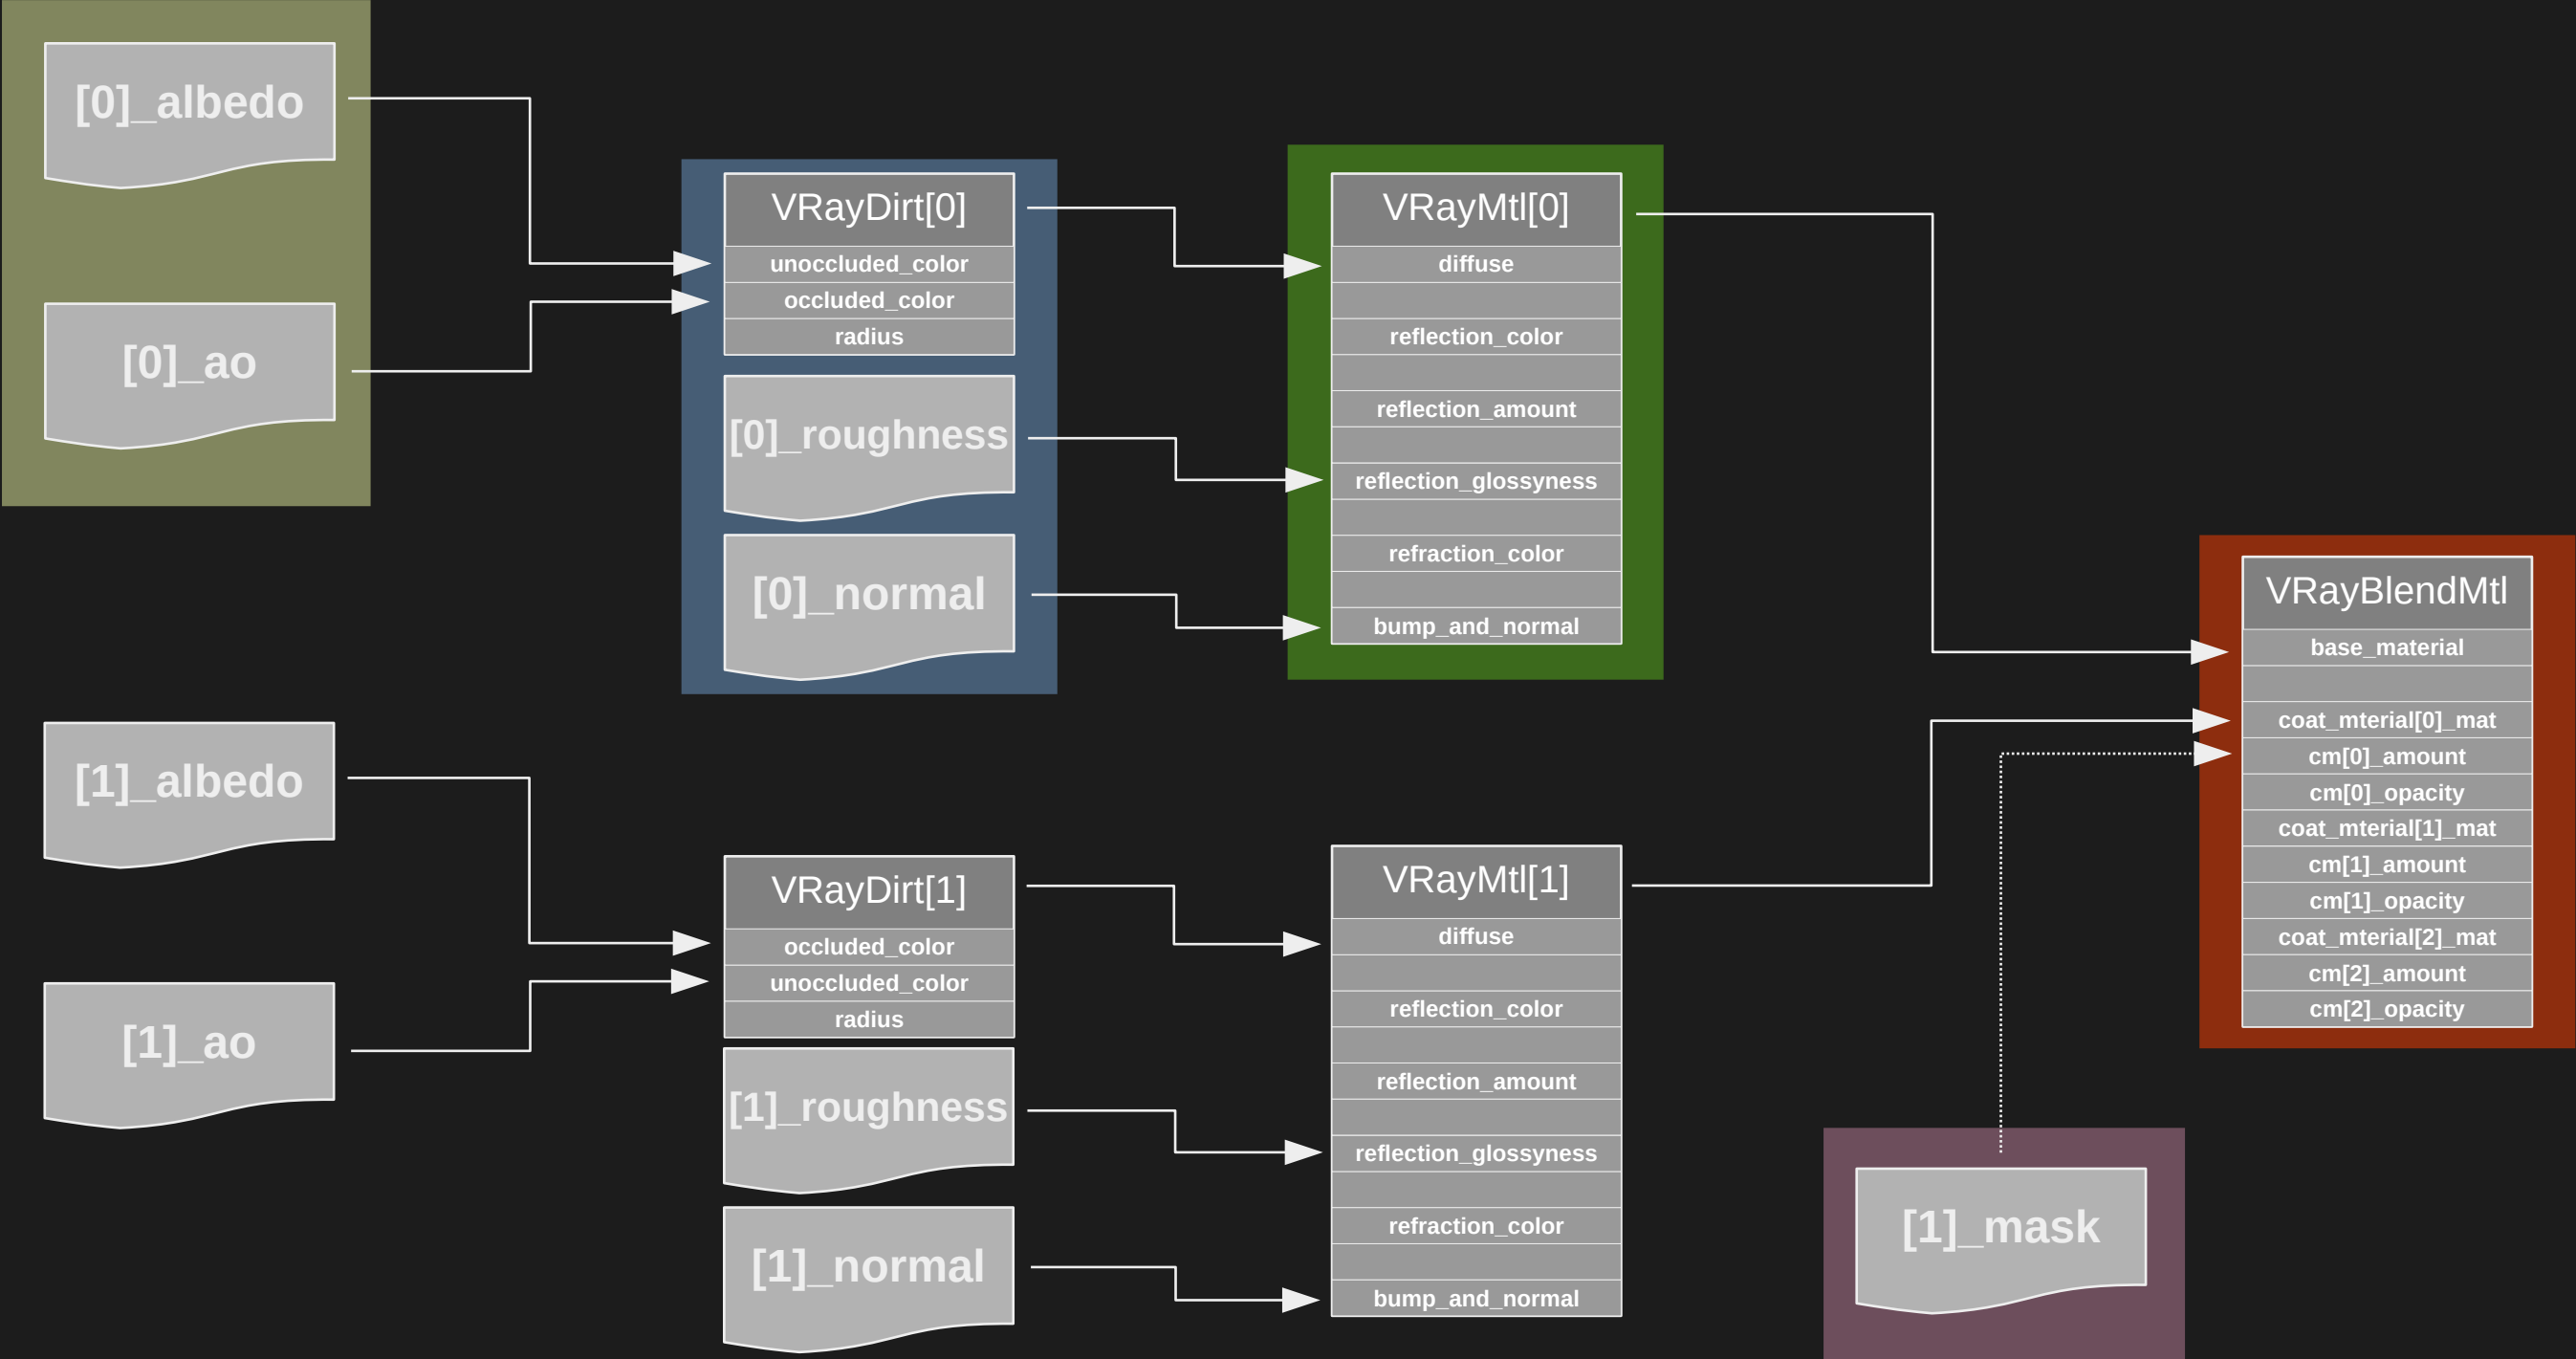 [0]_albedo
[0]_ao
VRayDirt[0]
unoccluded_color
occluded_color
radius
[0]_roughness
[0]_normal
VRayMtl[0]
diffuse
reflection_color
reflection_amount
reflection_glossyness
refraction_color
bump_and_normal
VRayBlendMtl
base_material
coat_mterial[0]_mat
cm[0]_amount
cm[0]_opacity
coat_mterial[1]_mat
cm[1]_amount
cm[1]_opacity
coat_mterial[2]_mat
cm[2]_amount
cm[2]_opacity
[1]_albedo
[1]_ao
VRayDirt[1]
occluded_color
unoccluded_color
radius
[1]_roughness
[1]_normal
VRayMtl[1]
diffuse
reflection_color
reflection_amount
reflection_glossyness
refraction_color
bump_and_normal
[1]_mask